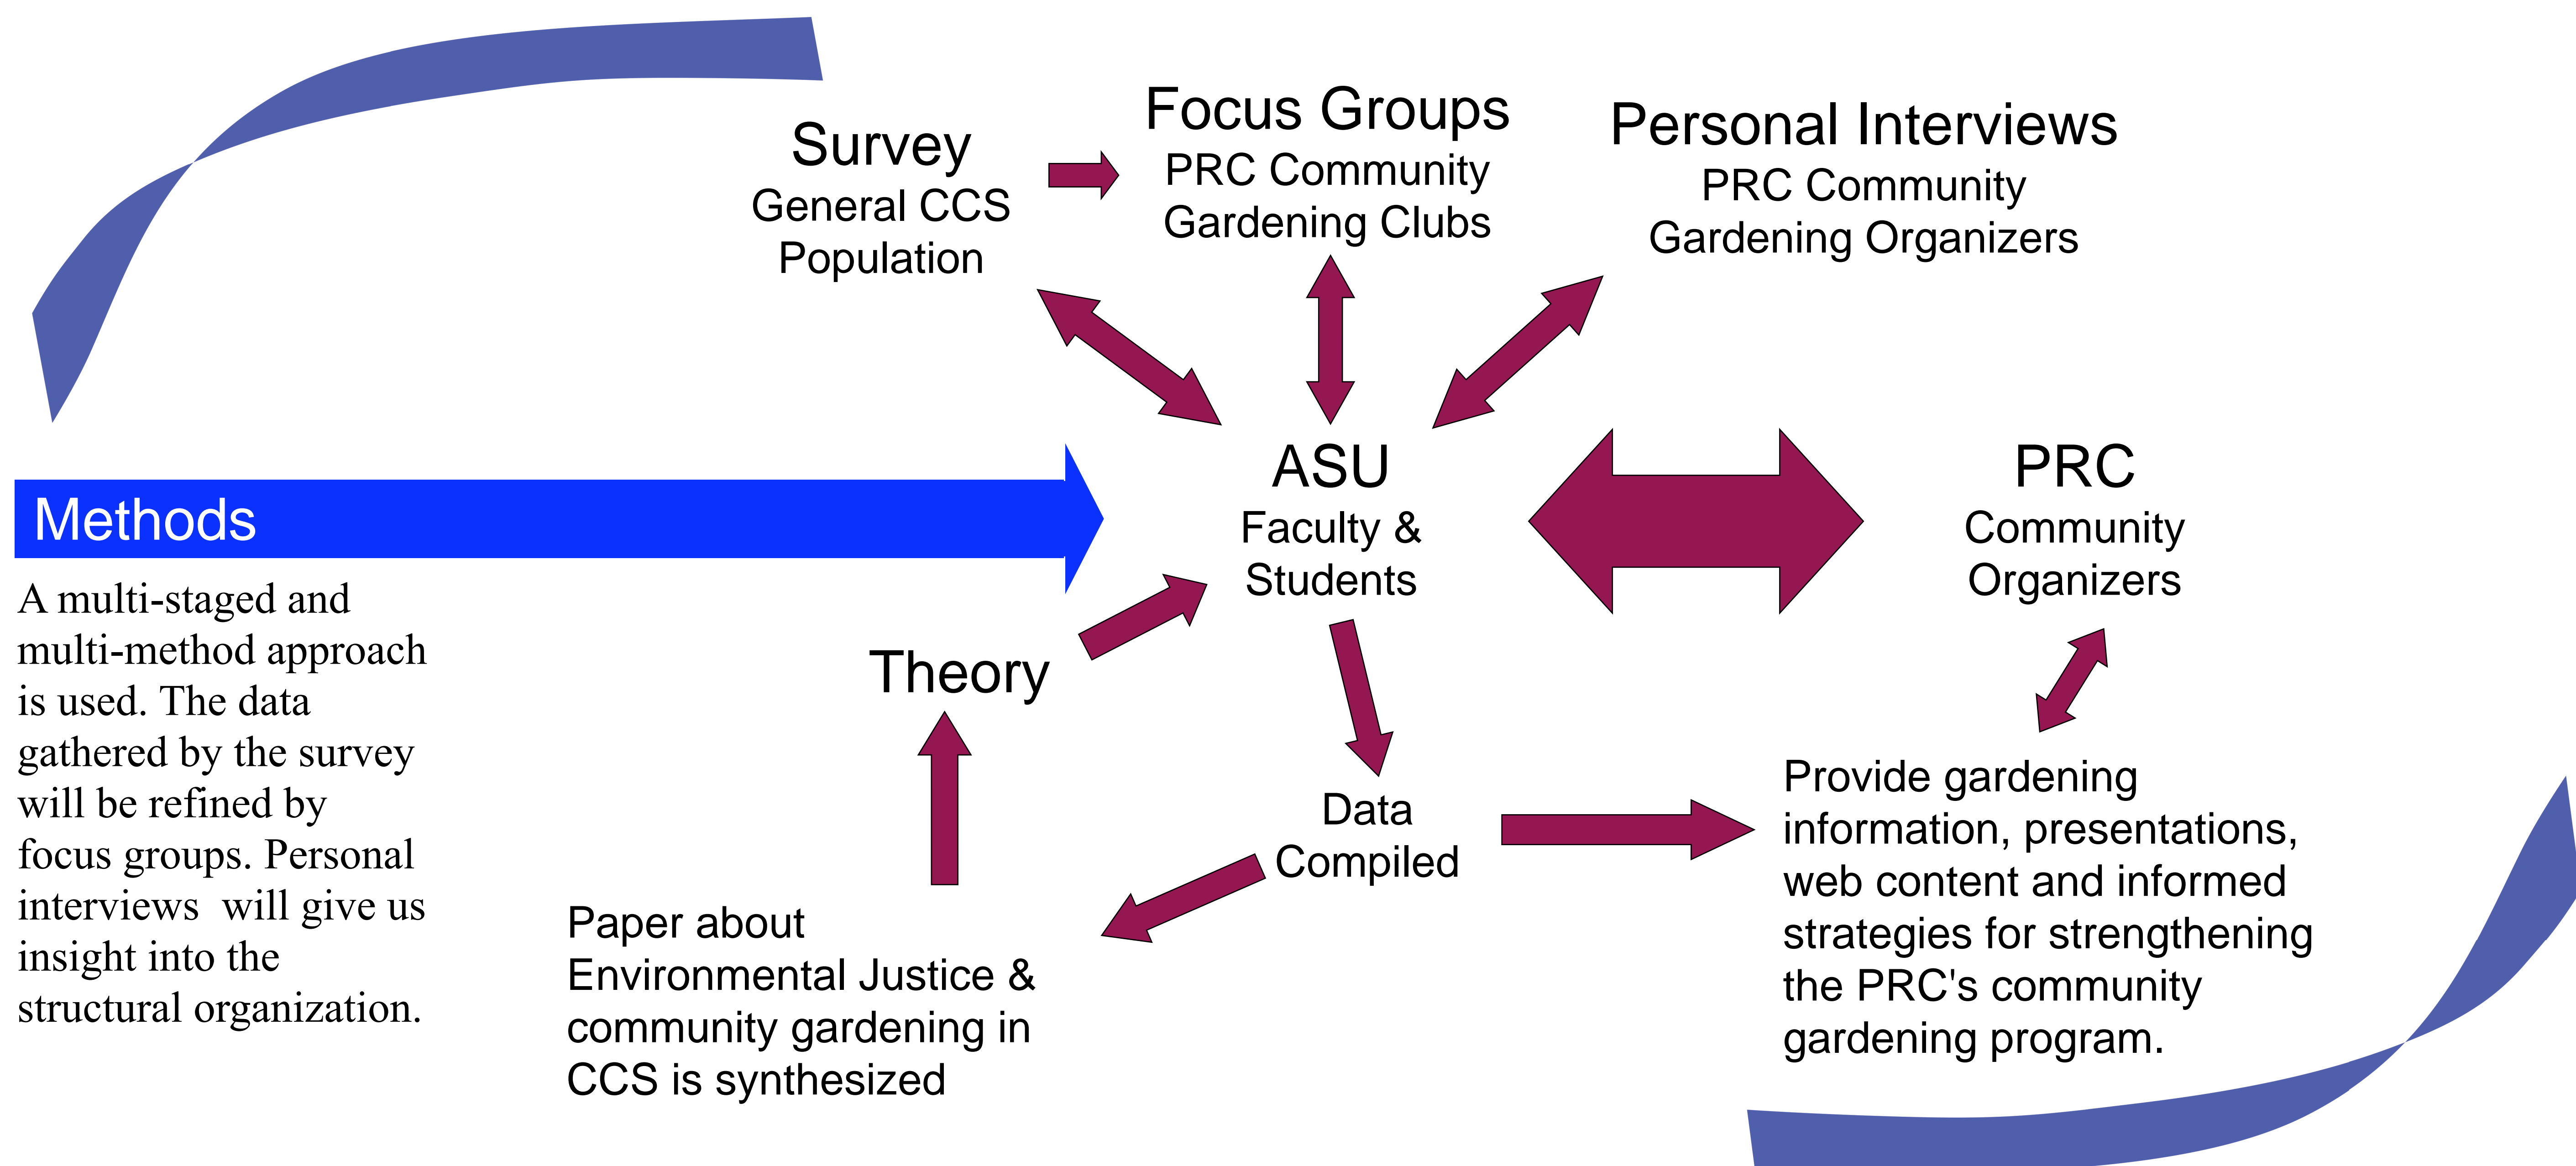 Survey
General CCS
Population
Focus Groups
PRC Community
Gardening Clubs
Personal Interviews
PRC Community
Gardening Organizers
Methods
A multi-staged and
multi-method approach
is used. The data
gathered by the survey
will be refined by
focus groups. Personal
interviews  will give us
insight into the
structural organization.
ASU
Faculty &
Students
PRC
Community
Organizers
Theory
Data
Compiled
Paper about
Environmental Justice &
community gardening in
CCS is synthesized
Provide gardening
information, presentations,
web content and informed
strategies for strengthening
the PRC's community
gardening program.